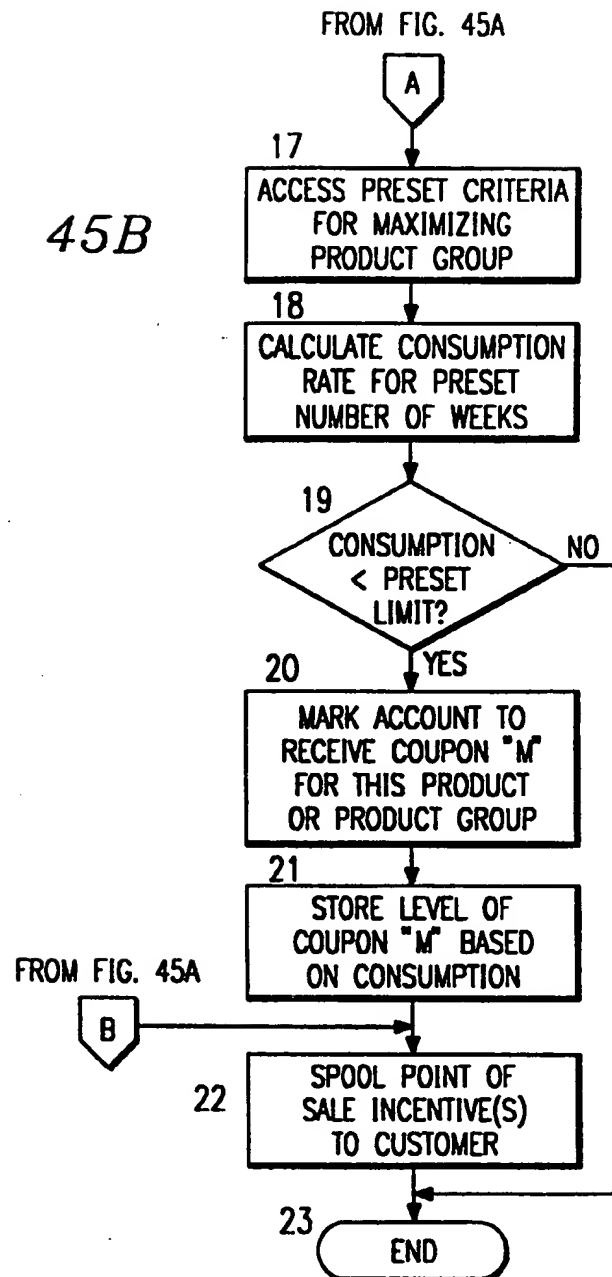 FROM FIG. 45A
A
17
ACCESS PRESET CRITERIA
FOR MAXIMIZING
PRODUCT GROUP
45B
18
CALCULATE CONSUMPTION
RATE FOR PRESET
NUMBER OF WEEKS
19
CONSUMPTION
< PRESET
LIMIT?
NO
YES
20
MARK ACCOUNT TO
RECEIVE COUPON "M"
FOR THIS PRODUCT
OR PRODUCT GROUP
21
STORE LEVEL OF
COUPON "M" BASED
ON CONSUMPTION
FROM FIG. 45A
B
22
SPOOL POINT OF
SALE INCENTIVE(S)
TO CUSTOMER
23
END